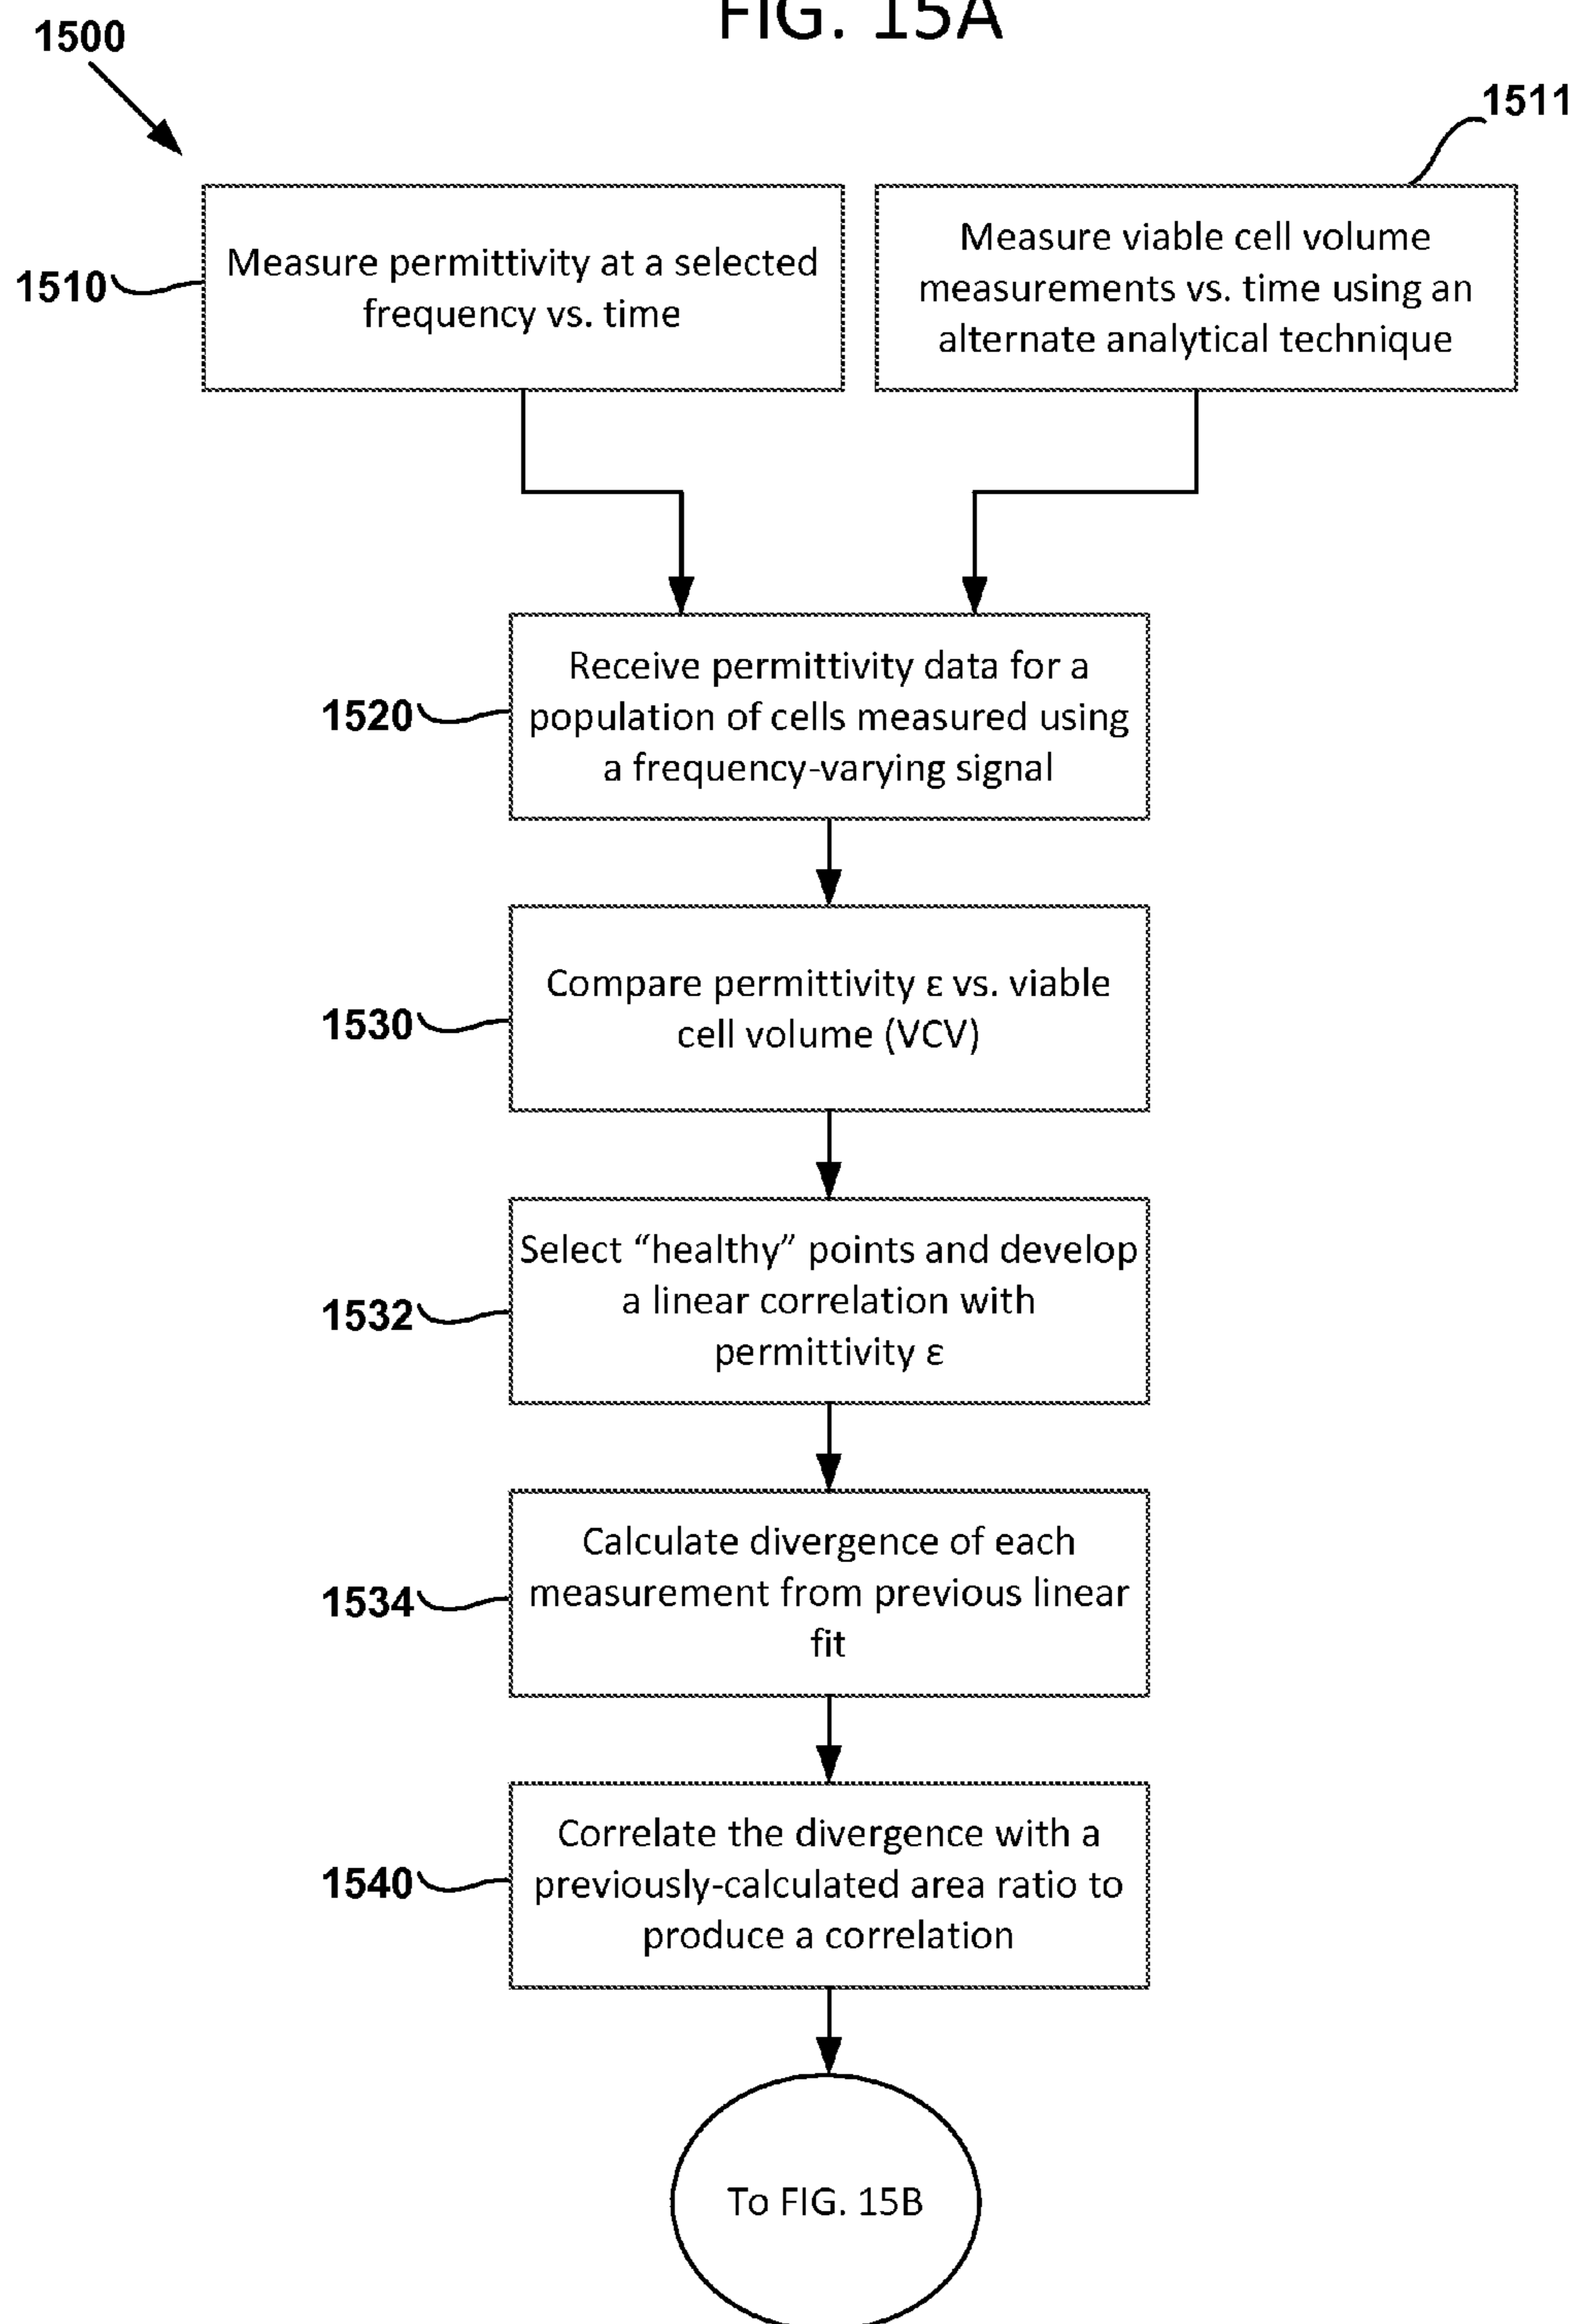 FIG. 15A
1500
1511
Measure permittivity at a selected
frequency vs. time
1510
Measure viable cell volume
measurements vs. time using an
alternate analytical technique
Receive permittivity data for a
population of cells measured using
a frequency-varying signal
1520
Compare permittivity ε vs. viable
cell volume (VCV)
1530
Select “healthy” points and develop
a linear correlation with
permittivity ε
1532
Calculate divergence of each
measurement from previous linear
fit
1534
Correlate the divergence with a
previously-calculated area ratio to
produce a correlation
1540
To FIG. 15B